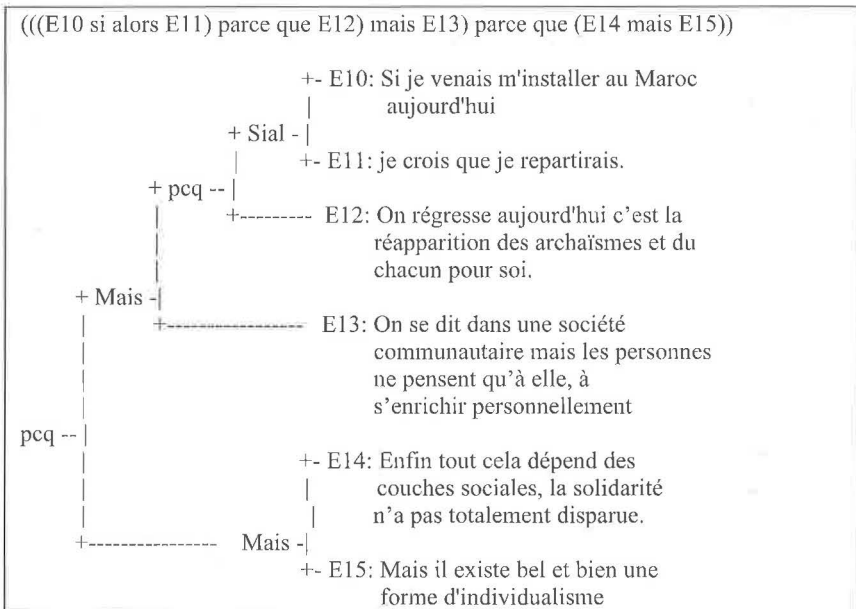 (((E10 si alors E11) parce que E12) mais E13) parce que (E14 mais E15))
+- E10: Si je venais m'installer au Maroc
aujourd'hui
+ Sial -
+- E11: je crois que je repartirais.
+ pcq --
+--------- E12: On régresse aujourd'hui c’est la
réapparition des archaïsmes et du
chacun pour soi.
+ Mais -
+------------------ E13: On se dit dans une société
communautaire mais les personnes
ne pensent qu’à elle, à
s’enrichir personnellement
pcq --
+- E14: Enfin tout cela dépend des
couches sociales, la solidarité
n’a pas totalement disparue.
+---------------- Mais -
+- E15: Mais il existe bel et bien une
forme d'individualisme